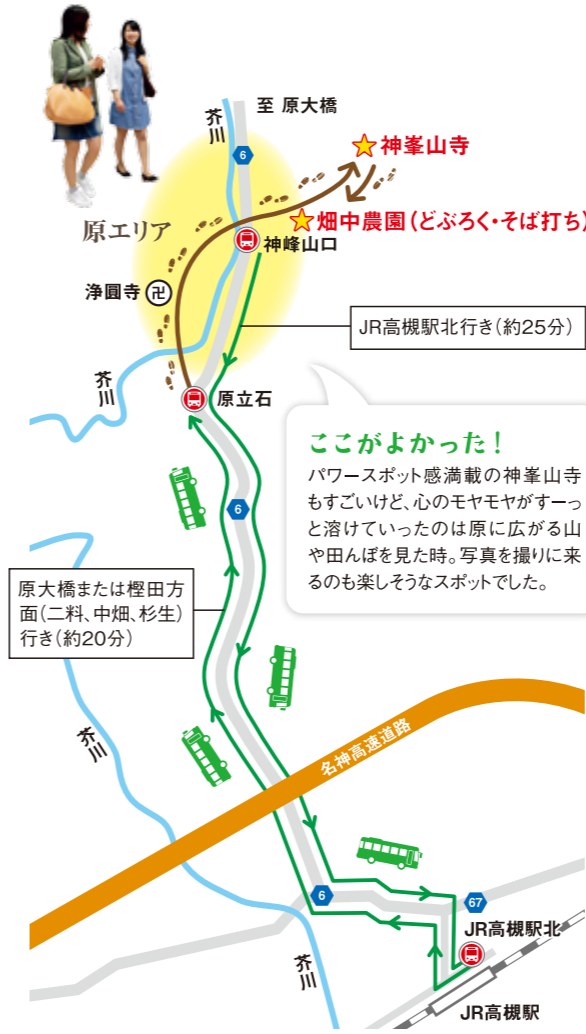 至 原大橋
芥川
6
神峯山寺
畑中農園(どぶろく・そば打ち)
原エリア
神峰山口
浄圓寺
卍
JR高槻駅北行き(約25分)
芥川
原立石
ここがよかった!
パワースポット感満載の神峯山寺
もすごいけど、心のモヤモヤがすーっ
と溶けていったのは原に広がる山
や田んぼを見た時。写真を撮りに来
るのも楽しそうなスポットでした。
6
原大橋または樫田方
面(二料、中畑、杉生)
行き(約20分)
芥川
名神高速道路
6
67
JR高槻駅北
芥川
JR高槻駅